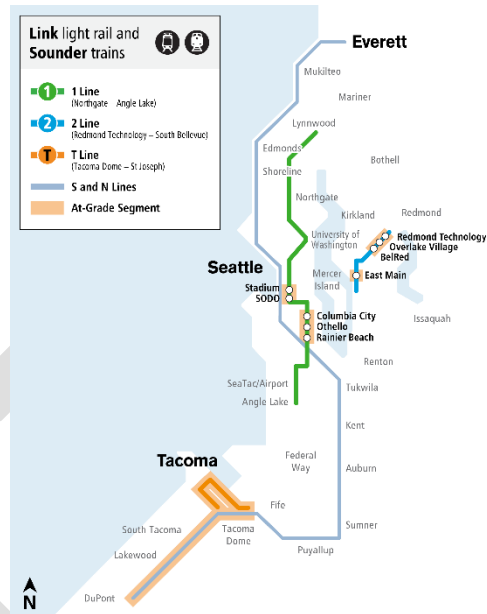 Link light rail and
Sounder trains
1 1 Line
(Northgate Angle Lake)
2 2 Line
(Redmond Technology – South Bellevue)
T T Line
(Tacoma Dome – St Joseph)
S and N Lines
At-Grade Segment
Everett
Mukilteo
Mariner
Lynnwood
Edmonds
Bothell
Shoreline
Northgate
Kirkland
Redmond
University of
Washington
Redmond Technology
Overlake Village
BelRed
Seattle
Mercer
Island
East Main
Stadium
SODO
Columbia City
Othello
Rainier Beach
Issaquah
Renton
SeaTac/Airport
Tukwila
Angle Lake
Kent
Federal
Way
Auburn
Tacoma
Fife
South Tacoma
Tacoma
Dome
Sumner
Lakewood
Puyallup
DuPont
N